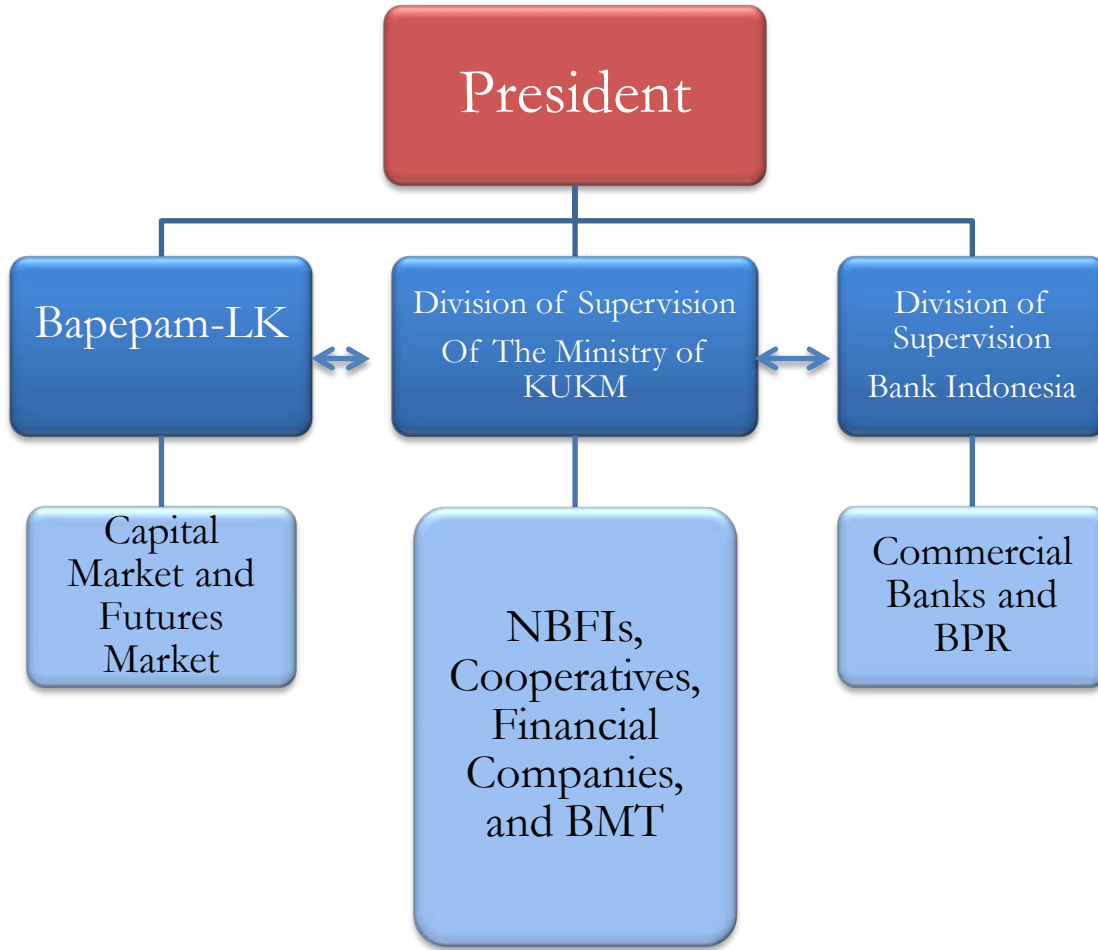 President
Bapepam-LK
Division of Supervision
Of The Ministry of
KUKM
Division of
Supervision
Bank Indonesia
Capital
Market and
Futures
Market
NBFIs,
Cooperatives,
Financial
Companies,
and BMT
Commercial
Banks and
BPR